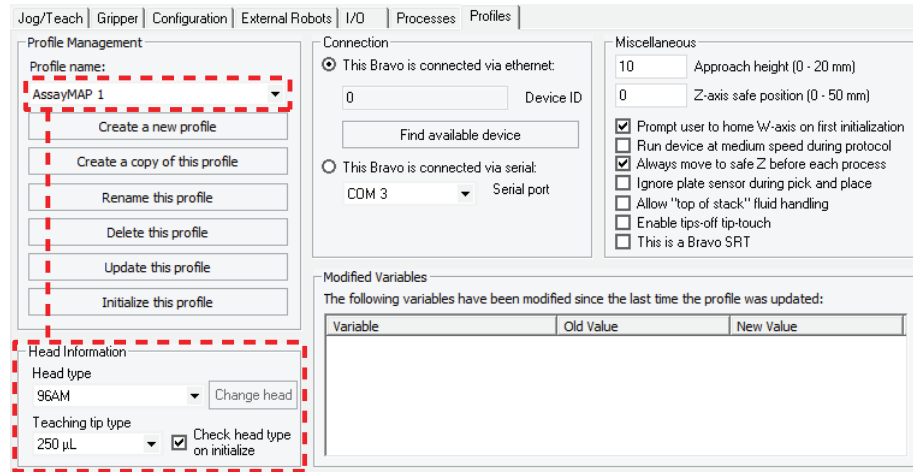 Jog/Teach Gripper Configuration External Robots I/O Processes Profiles
Profile Management
Profile name:
AssayMAP 1
Create a new profile
Create a copy of this profile
Rename this profile
Delete this profile
Update this profile
Initialize this profile
Head Information
Head type
96AM
Change head
Teaching tip type
250 µL
Check head type
on initialize
Connection
This Bravo is connected via ethernet:
0 Device ID
Find available device
This Bravo is connected via serial:
COM 3 Serial port
Miscellaneous
10 Approach height (0 - 20 mm)
0 Z-axis safe position (0 - 50 mm)
Prompt user to home W-axis on first initialization
Run device at medium speed during protocol
Always move to safe Z before each process
Ignore plate sensor during pick and place
Allow "top of stack" fluid handling
Enable tips-off tip-touch
This is a Bravo SRT
Modified Variables
The following variables have been modified since the last time the profile was updated:
Variable Old Value New Value